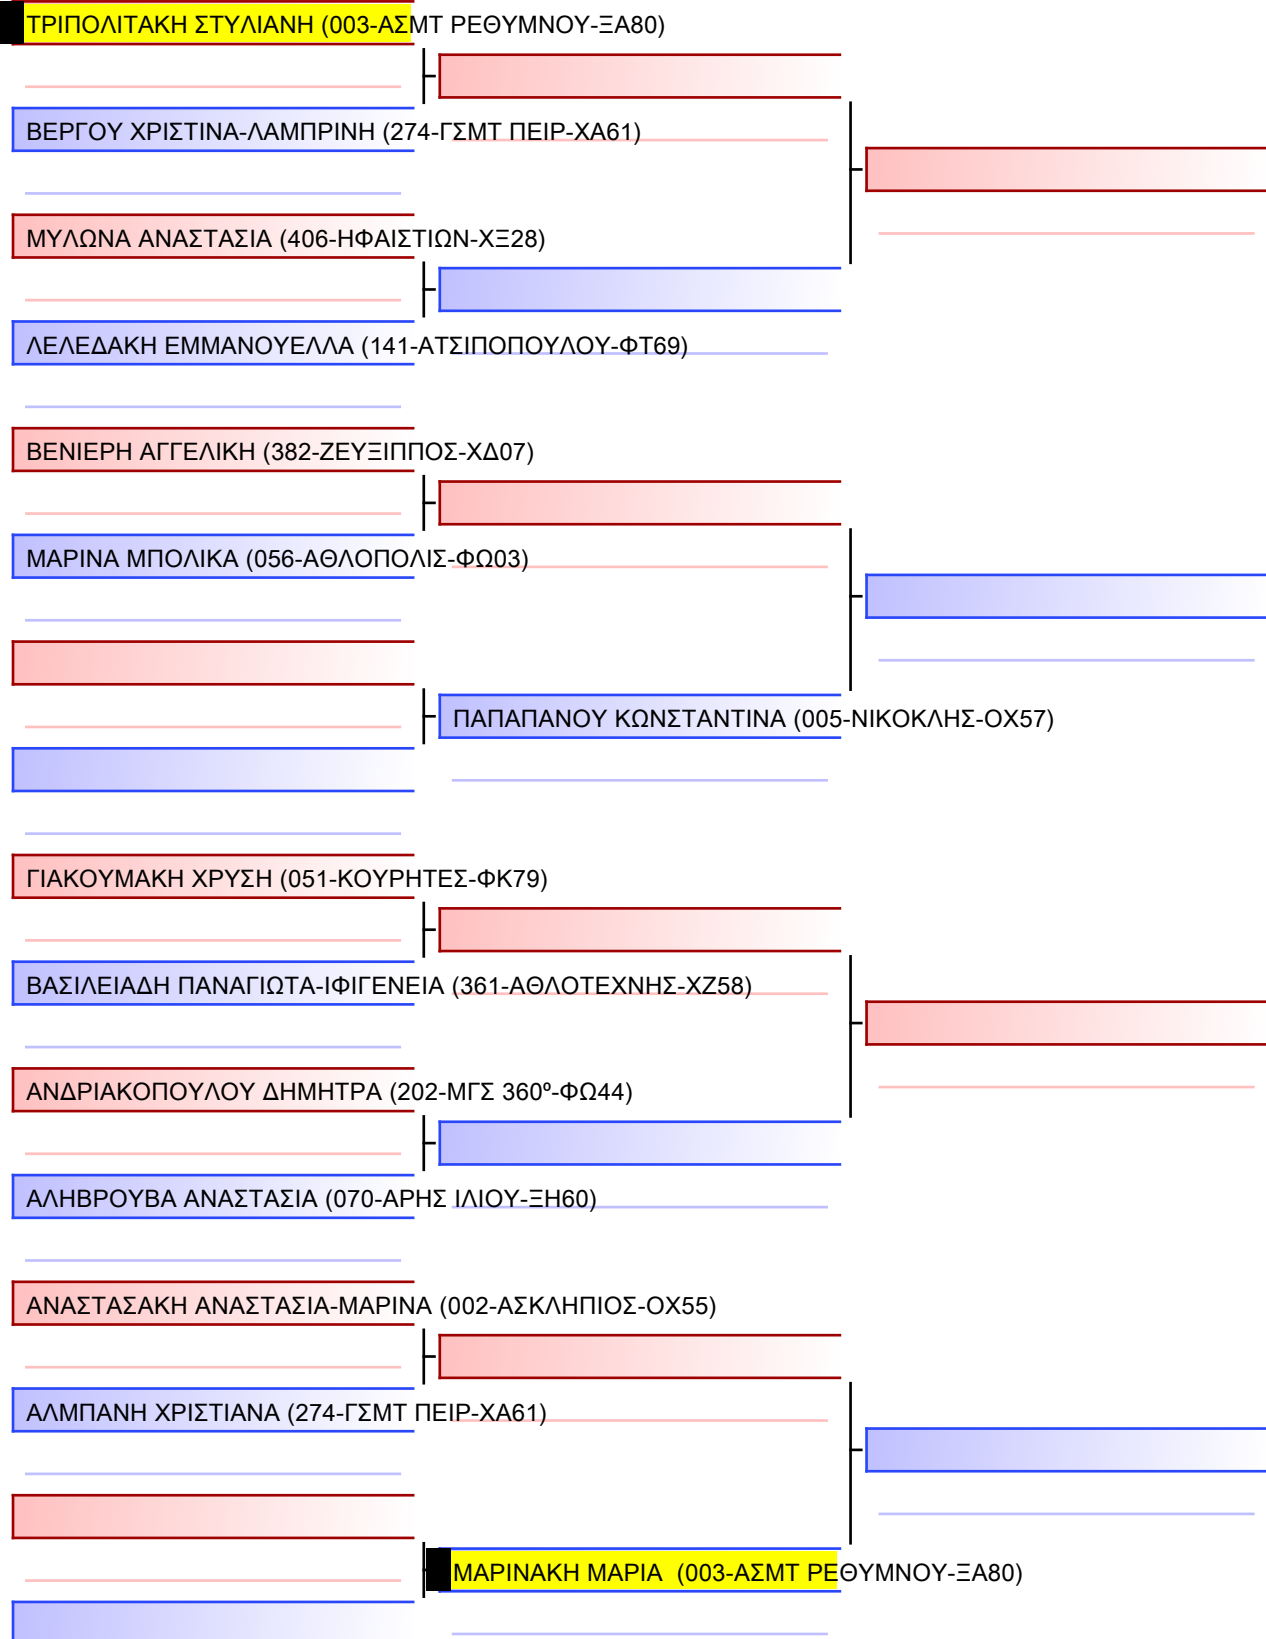 ΤΡΙΠΟΛΙΤΑΚΗ ΣΤΥΛΙΑΝΗ (003-ΑΣΜΤ ΡΕΘΥΜΝΟΥ-ΞΑ80)
ΒΕΡΓΟΥ ΧΡΙΣΤΙΝΑ-ΛΑΜΠΡΙΝΗ (274-ΓΣΜΤ ΠΕΙΡ-ΧΑ61)
ΜΥΛΩΝΑ ΑΝΑΣΤΑΣΙΑ (406-ΗΦΑΙΣΤΙΩΝ-ΧΞ28)
ΛΕΛΕΔΑΚΗ ΕΜΜΑΝΟΥΕΛΛΑ (141-ΑΤΣΙΠΟΠΟΥΛΟΥ-ΦΤ69)
ΒΕΝΙΕΡΗ ΑΓΓΕΛΙΚΗ (382-ΖΕΥΞΙΠΠΟΣ-ΧΔ07)
ΜΑΡΙΝΑ ΜΠΟΛΙΚΑ (056-ΑΘΛΟΠΟΛΙΣ-ΦΩ03)
ΠΑΠΑΠΑΝΟΥ ΚΩΝΣΤΑΝΤΙΝΑ (005-ΝΙΚΟΚΛΗΣ-ΟΧ57)
ΓΙΑΚΟΥΜΑΚΗ ΧΡΥΣΗ (051-ΚΟΥΡΗΤΕΣ-ΦΚ79)
ΒΑΣΙΛΕΙΑΔΗ ΠΑΝΑΓΙΩΤΑ-ΙΦΙΓΕΝΕΙΑ (361-ΑΘΛΟΤΕΧΝΗΣ-ΧΖ58)
ΑΝΔΡΙΑΚΟΠΟΥΛΟΥ ΔΗΜΗΤΡΑ (202-ΜΓΣ 360º-ΦΩ44)
ΑΛΗΒΡΟΥΒΑ ΑΝΑΣΤΑΣΙΑ (070-ΑΡΗΣ ΙΛΙΟΥ-ΞΗ60)
ΑΝΑΣΤΑΣΑΚΗ ΑΝΑΣΤΑΣΙΑ-ΜΑΡΙΝΑ (002-ΑΣΚΛΗΠΙΟΣ-ΟΧ55)
ΑΛΜΠΑΝΗ ΧΡΙΣΤΙΑΝΑ (274-ΓΣΜΤ ΠΕΙΡ-ΧΑ61)
ΜΑΡΙΝΑΚΗ ΜΑΡΙΑ (003-ΑΣΜΤ ΡΕΘΥΜΝΟΥ-ΞΑ80)